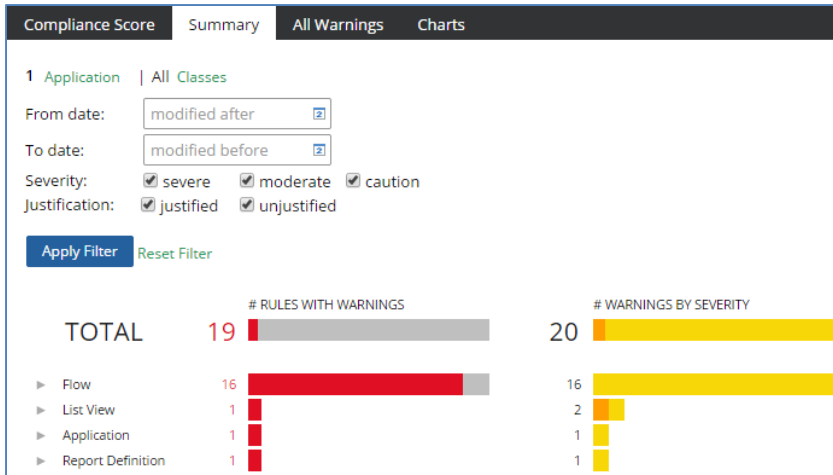 Compliance Score Summary All Warnings Charts
1 Application | All Classes
From date: modified after 2
To date: modified before 2
Severity: severe moderate caution
Justification: justified unjustified
Apply Filter Reset Filter
# RULES WITH WARNINGS # WARNINGS BY SEVERITY
TOTAL 19 20
Flow 16 16
List View 1 2
Application 1 1
Report Definition 1 1